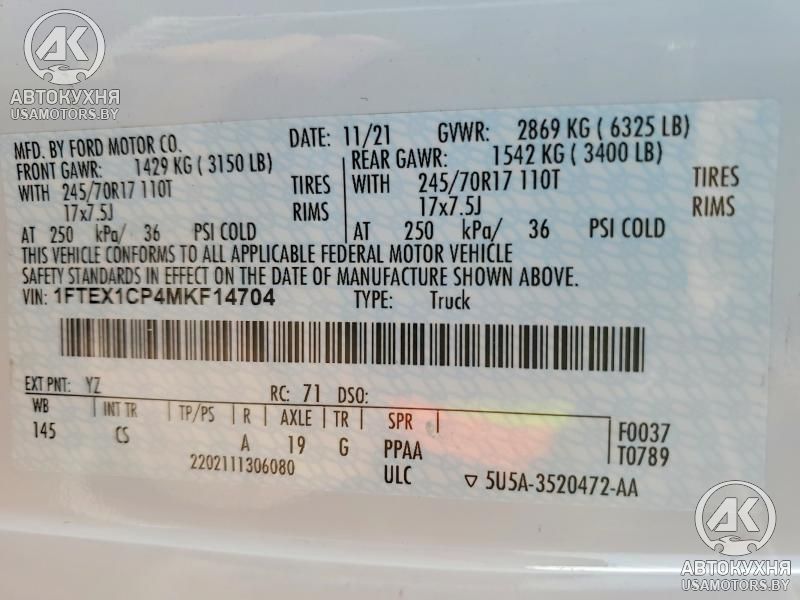 АК
АВТОКУХНЯ
USAMOTORS.BY
MFD. BY FORD MOTOR CO. DATE: 11/21 GVWR: 2869 KG ( 6325 LB)
FRONT GAWR: 1429 KG ( 3150 LB) REAR GAWR: 1542 KG ( 3400 LB)
WITH 245/70R17 110T TIRES WITH 245/70R17 110T TIRES
17x7.5J RIMS 17x7.5J RIMS
AT 250 kPa/ 36 PSI COLD AT 250 kPa/ 36 PSI COLD
THIS VEHICLE CONFORMS TO ALL APPLICABLE FEDERAL MOTOR VEHICLE
SAFETY STANDARDS IN EFFECT ON THE DATE OF MANUFACTURE SHOWN ABOVE.
VIN: 1FTEX1CP4MKF14704 TYPE: Truck
EXT PNT: YZ RC: 71 DSO:
WB INT TR TP/PS R AXLE TR SPR F0037
145 CS A 19 G PPAA T0789
2202111306080 ULC ▽ 5U5A-3520472-AA
АК
АВТОКУХНЯ
USAMOTORS.BY